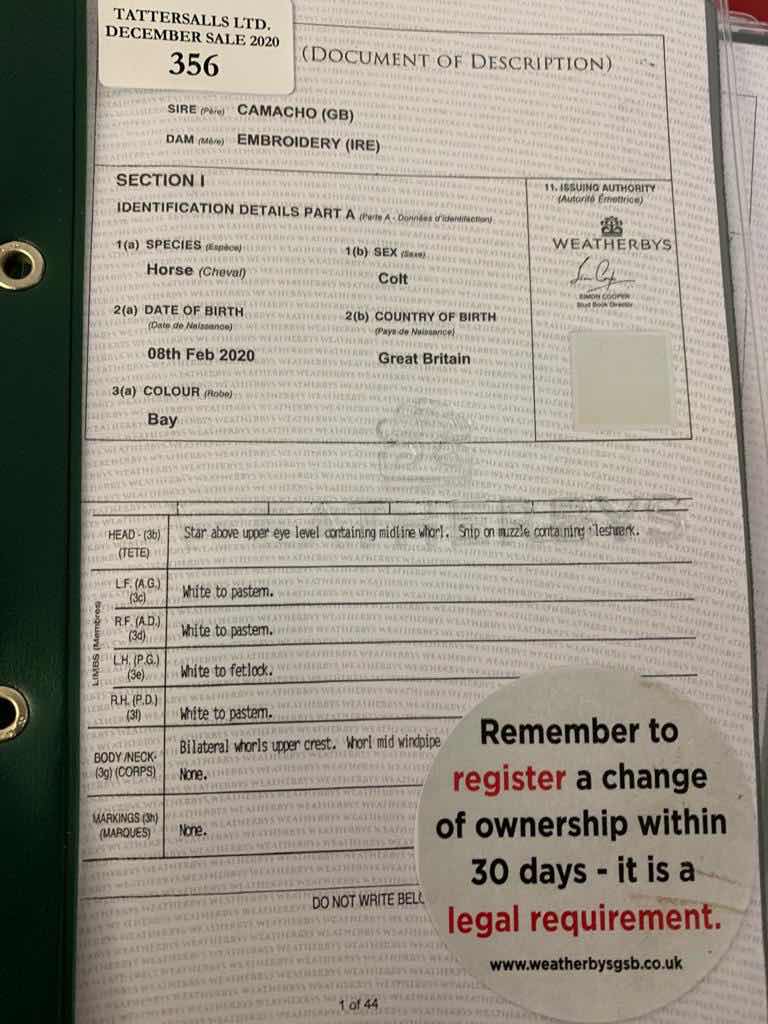 TATTERSALLS LTD.
DECEMBER SALE 2020
356
(DOCUMENT OF DESCRIPTION)
SIRE (Père) CAMACHO (GB)
DAM (Mère) EMBROIDERY (IRE)
SECTION I
IDENTIFICATION DETAILS PART A (Partie A - Données d'identification)
1(a) SPECIES (Espèce)
Horse (Cheval)
1(b) SEX (Sexe)
Colt
2(a) DATE OF BIRTH
(Date de Naissance)
08th Feb 2020
2(b) COUNTRY OF BIRTH
(Pays de Naissance)
Great Britain
3(a) COLOUR (Robe)
Bay
11. ISSUING AUTHORITY
(Autorité Émettrice)
WEATHERBYS
SIMON COOPER
Stud Book Director
HEAD - (3b)
(TETE)
Star above upper eye level containing midline whorl. Snip on muzzle containing fleshmark.
LIMBS (Membres)
L.F. (A.G.)
(3c)
White to pastern.
R.F. (A.D.)
(3d)
White to pastern.
L.H. (P.G.)
(3e)
White to fetlock.
R.H. (P.D.)
(3f)
White to pastern.
BODY/NECK-
(3g) (CORPS)
Bilateral whorls upper crest. Whorl mid windpipe
None.
MARKINGS (3h)
(MARQUES)
None.
DO NOT WRITE BEL
1 of 44
Remember to
register a change
of ownership within
30 days - it is a
legal requirement.
www.weatherbysgsb.co.uk